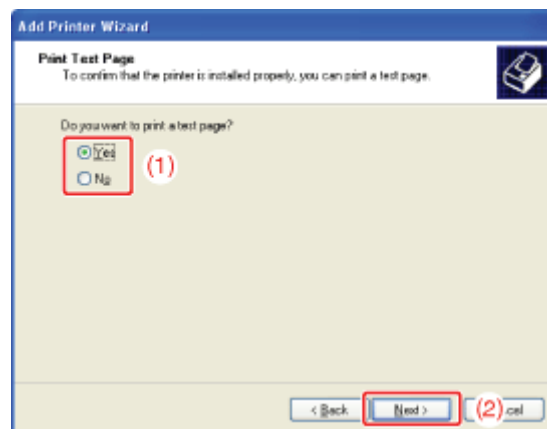 Add Printer Wizard
Print Test Page
To confirm that the printer is installed properly, you can print a test page.
Do you want to print a test page?
Yes
(1)
No
< Back
Next >
(2)
cel